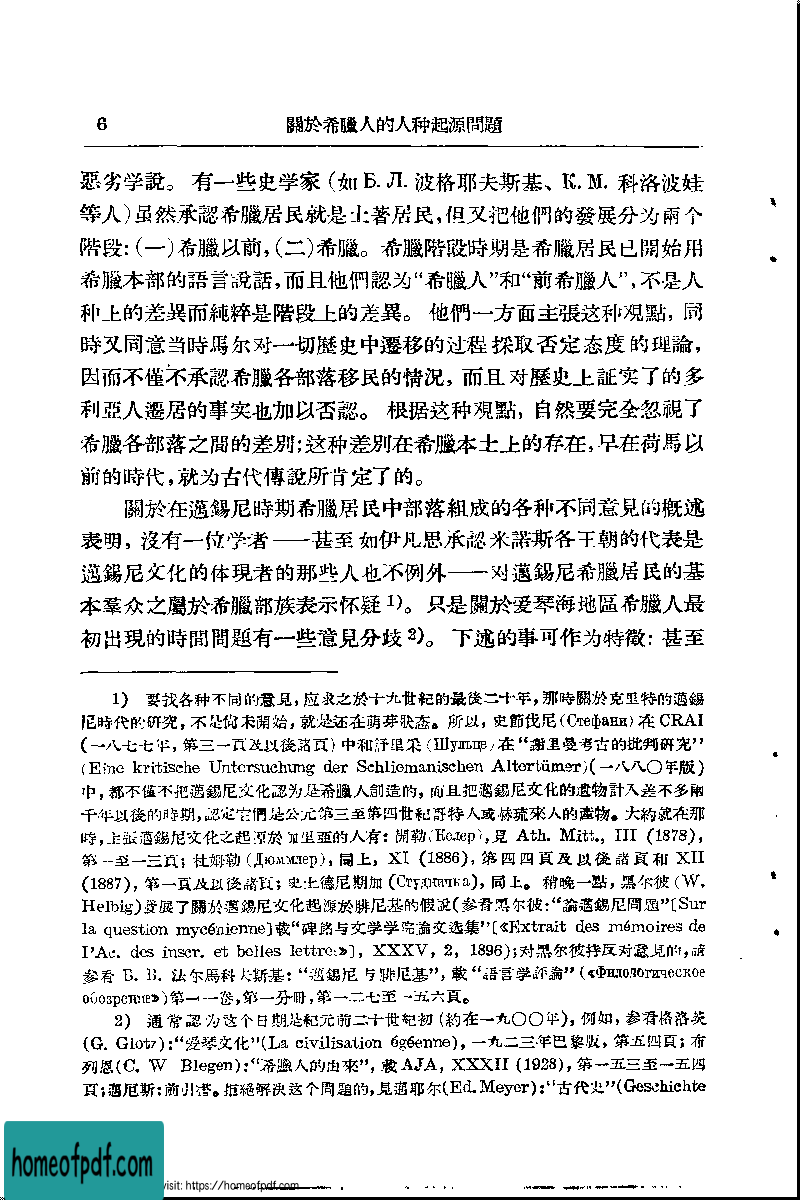 6 關於希臘人的人种起源問題
惡劣学說。 有一些史学家 (如 Б. Л. 波格耶夫斯基、K. M. 科洛波娃
等人) 虽然承認希臘居民就是土著居民,但又把他們的發展分为兩个
階段: (一) 希臘以前, (二) 希臘。 希臘階段時期是希臘居民已開始用
希臘本部的語言說話,而且他們認为“希臘人”和“前希臘人”,不是人
种上的差異而純粹是階段上的差異。 他們一方面主張这种观點, 同
時又同意当時馬尔对一切歷史中遷移的过程採取否定态度的理論,
因而不僅不承認希臘各部落移民的情況, 而且对歷史上証实了的多
利亞人遷居的事实也加以否認。 根据这种观點, 自然要完全忽視了
希臘各部落之間的差別;这种差別在希臘本土上的存在,早在荷馬以
前的時代,就为古代傳說所肯定了的。
關於在邁錫尼時期希臘居民中部落組成的各种不同意見的概述
表明, 沒有一位学者——甚至如伊凡思承認米諾斯各王朝的代表是
邁錫尼文化的体現者的那些人也不例外——对邁錫尼希臘居民的基
本羣众之屬於希臘部族表示怀疑 1)。 只是關於爱琴海地區希臘人最
初出現的時間問題有一些意見分歧 2)。 下述的事可作为特徵: 甚至
1) 要找各种不同的意見, 应求之於十九世紀的最後二十年, 那時關於克里特的邁錫
尼時代的研究, 不是尙未開始, 就是还在萌芽狀态。 所以, 史節伐尼 (Стефани) 在 CRAI
(一八七七年, 第三一頁及以後諸頁) 中和舒里采 (Шульце) 在“謝里曼考古的批判研究”
(Eine kritische Untersuchung der Schliemanischen Altertümer) (一八八〇年版)
中, 都不僅不把邁錫尼文化認为是希臘人創造的, 而且把邁錫尼文化的遺物計入差不多兩
千年以後的時期, 認定它們是公元第三至第四世紀哥特人或赫琉來人的產物。 大約就在那
時, 主張邁錫尼文化之起源於加里亞的人有: 開勒 (Келер), 見 Ath. Mitt., III (1878),
第一至一三頁; 杜姆勒 (Дюммлер), 同上, XI (1886), 第四四頁及以後諸頁和 XII
(1887), 第一頁及以後諸頁; 史土德尼期加 (Студничка), 同上。 稍晚一點, 黑尔彼 (W.
Helbig) 發展了關於邁錫尼文化起源於腓尼基的假說 (参看黑尔彼: “論邁錫尼問題” [Sur
la question mycénienne] 載“碑銘与文学学院論文选集” [«Extrait des mémoires de
l'Ac. des inscr. et belles lettres»], XXXV, 2, 1896); 对黑尔彼持反对意見的, 請
参看 В. В. 法尔馬科夫斯基: “邁錫尼与腓尼基”, 載“語言学評論” («Филологическое
обозрение») 第一一卷, 第一分冊, 第一二七至一五六頁。
2) 通常認为这个日期是紀元前二十世紀初 (約在一九〇〇年), 例如, 参看格洛茨
(G. Glotz): “爱琴文化” (La civilisation égéenne), 一九二三年巴黎版, 第五四頁; 布
列恩 (C. W Blegen): “希臘人的由來”, 載 AJA, XXXII (1928), 第一五三至一五四
頁; 邁厄斯: 前引書。 拒絕解决这个問題的, 見邁耶尔 (Ed. Meyer): “古代史” (Geschichte
homeofpdf.com
visit: https://homeofpdf.com